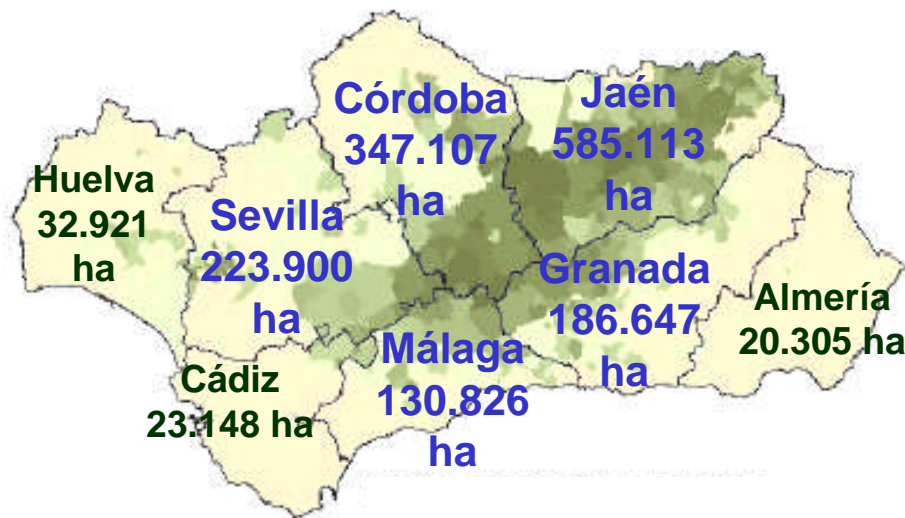 Córdoba
347.107
ha
Jaén
585.113
ha
Huelva
32.921
ha
Sevilla
223.900
ha
Granada
186.647
ha
Almería
20.305 ha
Málaga
130.826
ha
Cádiz
23.148 ha